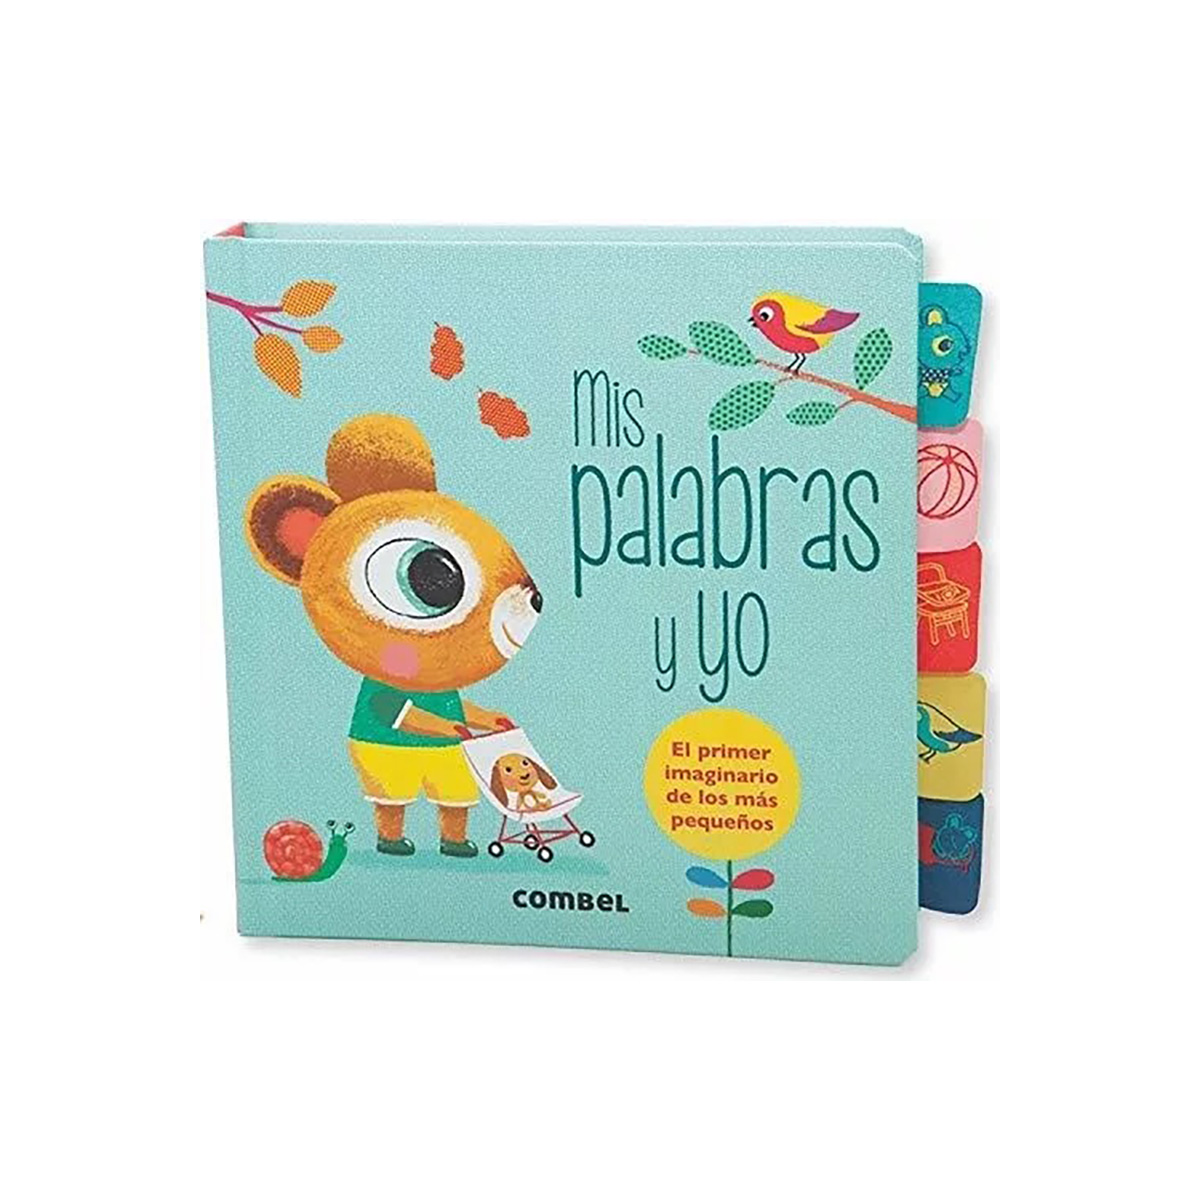 Mis
palabras
y yo
El primer
imaginario
de los más
pequeños
COMBEL